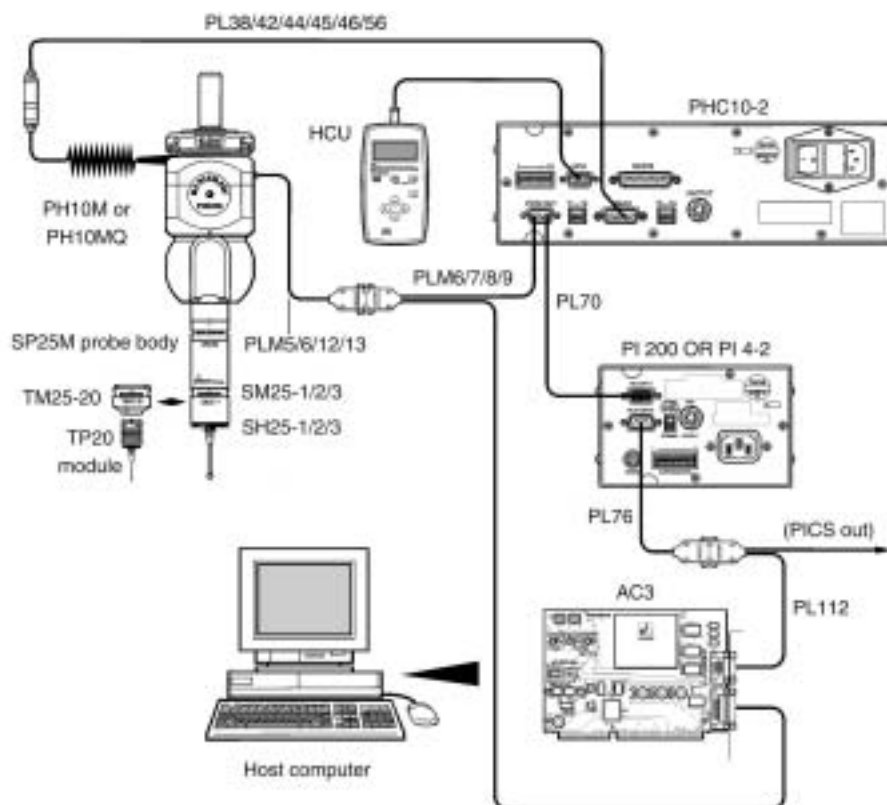 PL38/42/44/45/46/56
PHC10-2
HCU
PH10M or
PH10MQ
PLM6/7/8/9
PL70
SP25M probe body
PLM5/6/12/13
PI 200 OR PI 4-2
TM25-20
SM25-1/2/3
TP20
module
SH25-1/2/3
PL76
(PICS out)
AC3
PL112
Host computer
OUTPUT